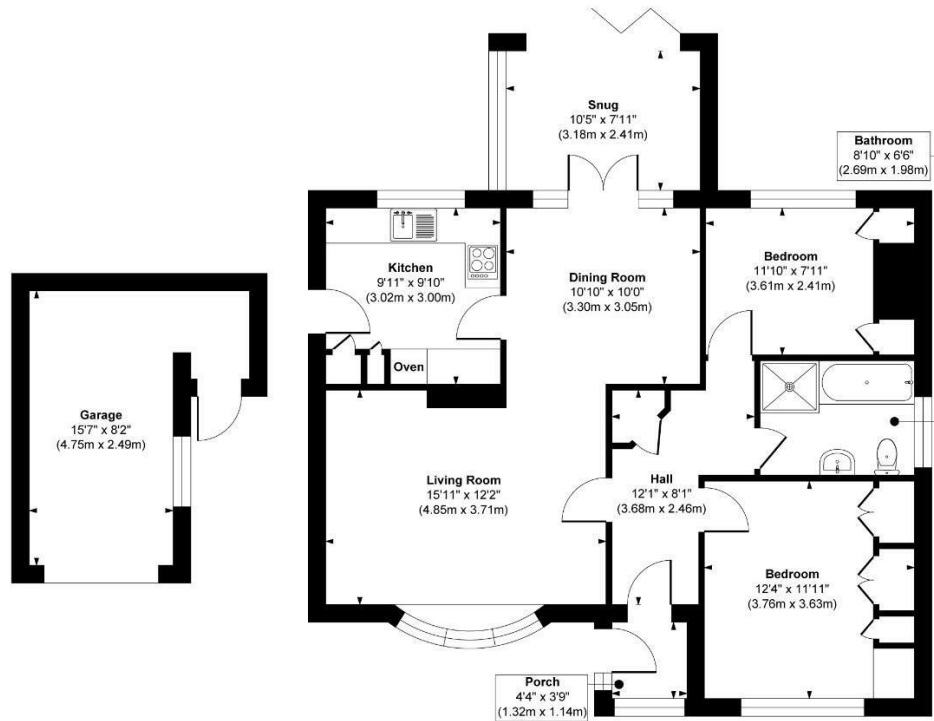 Snug
10'5" x 7'11"
(3.18m x 2.41m)
Bathroom
8'10" x 6'6"
(2.69m x 1.98m)
Kitchen
9'11" x 9'10"
(3.02m x 3.00m)
Dining Room
10'10" x 10'0"
(3.30m x 3.05m)
Bedroom
11'10" x 7'11"
(3.61m x 2.41m)
Oven
Garage
15'7" x 8'2"
(4.75m x 2.49m)
Living Room
15'11" x 12'2"
(4.85m x 3.71m)
Hall
12'1" x 8'1"
(3.68m x 2.46m)
Bedroom
12'4" x 11'11"
(3.76m x 3.63m)
Porch
4'4" x 3'9"
(1.32m x 1.14m)